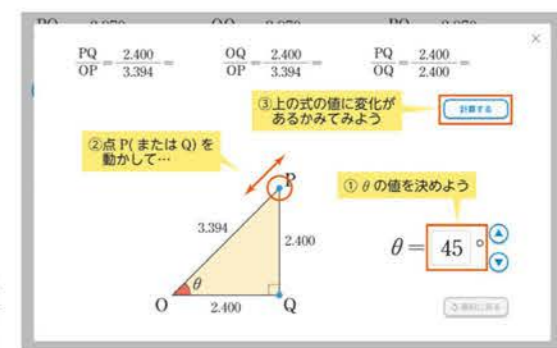 PQ/OP = 2.400/3.394 = OQ/OP = 2.400/3.394 = PQ/OQ = 2.400/2.400 =
×
③上の式の値に変化が
あるかみてみよう
計算する
②点 P( または Q) を
動かして…
P
① θ の値を決めよう
3.394
2.400
θ = 45 °
θ
O
2.400
Q